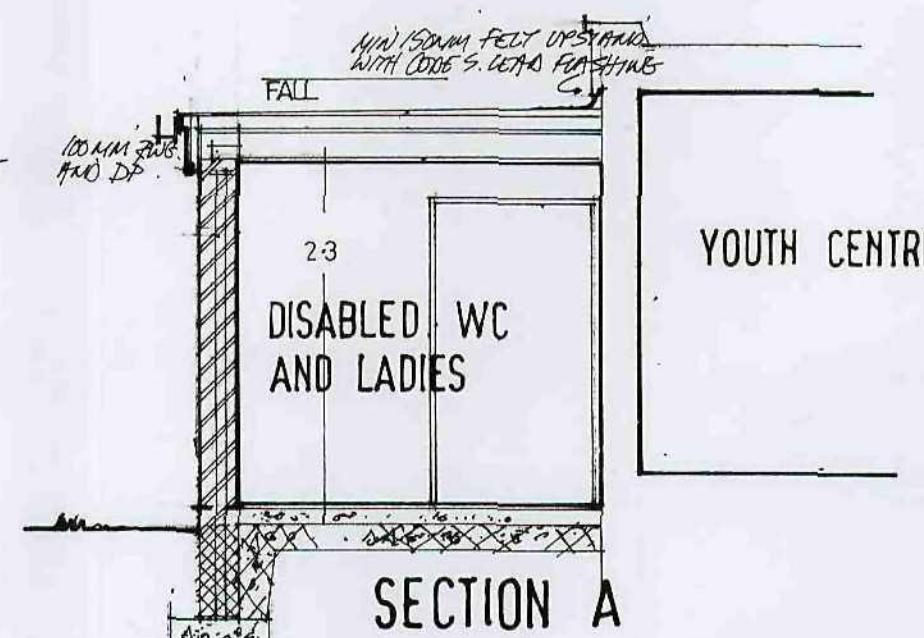 MIN 150MM FELT UPSTAND
WITH CODE 5. LEAD FLASHING
FALL
100MM
AND DP.
2·3
DISABLED WC
AND LADIES
YOUTH CENTR
SECTION A